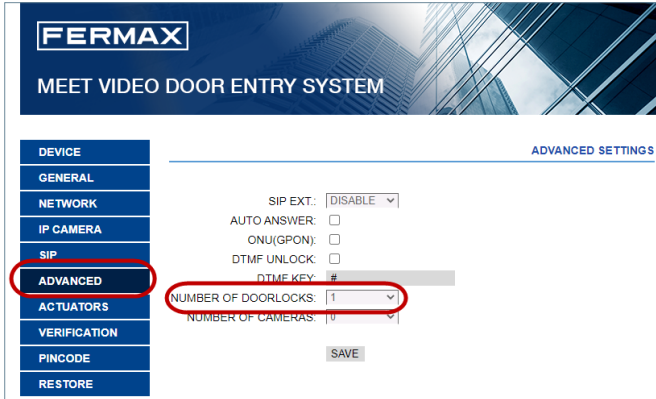 FERMAX
MEET VIDEO DOOR ENTRY SYSTEM
ADVANCED SETTINGS
DEVICE
GENERAL
NETWORK
IP CAMERA
SIP
ADVANCED
ACTUATORS
VERIFICATION
PINCODE
RESTORE
SIP EXT.: DISABLE
AUTO ANSWER:
ONU(GPON):
DTMF UNLOCK:
DTMF KEY: #
NUMBER OF DOORLOCKS: 1
NUMBER OF CAMERAS: 0
SAVE